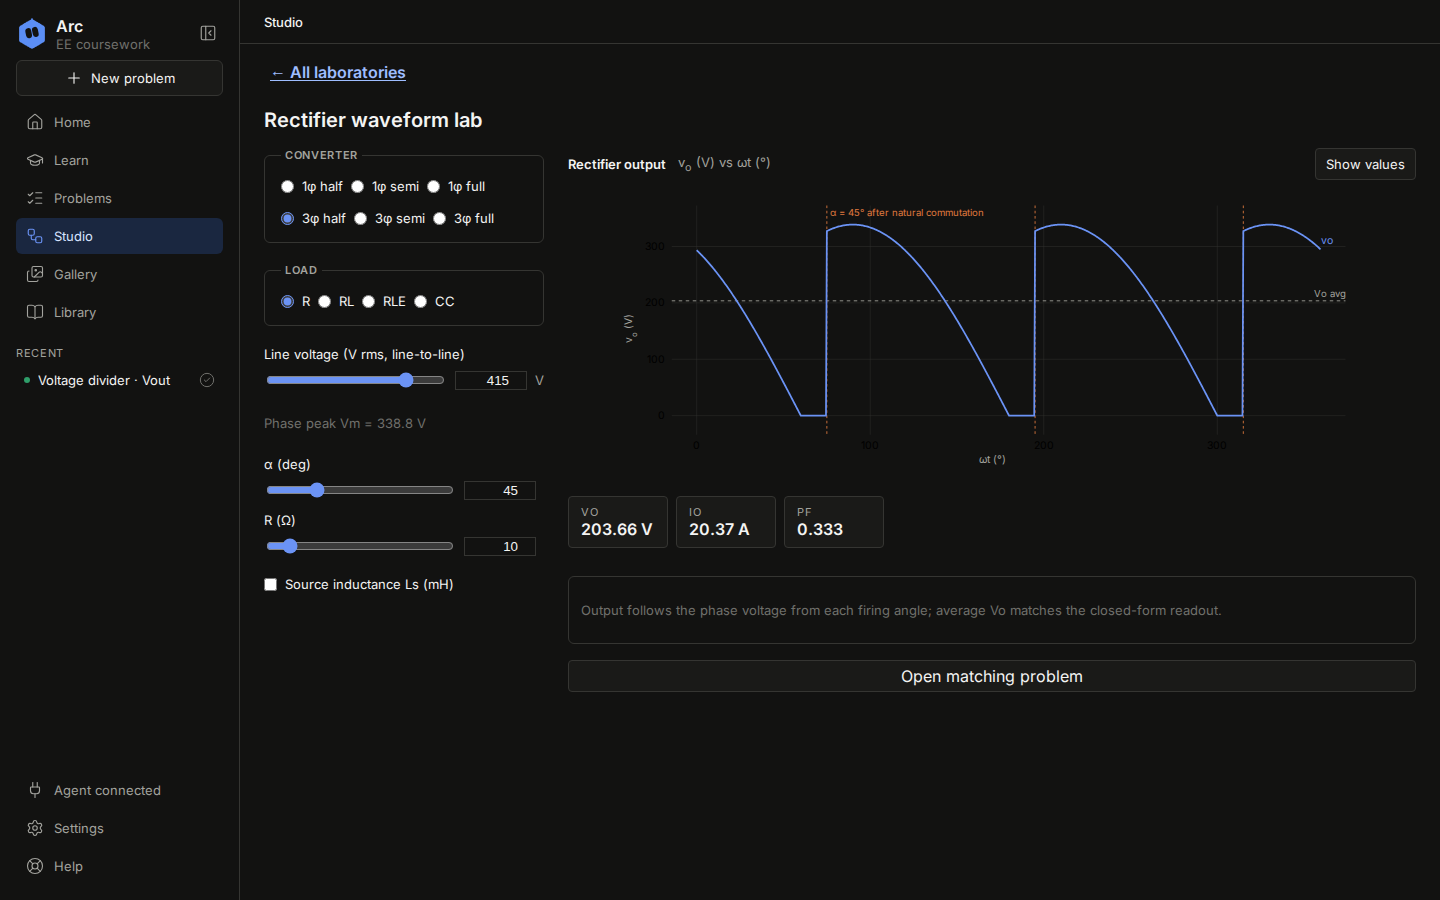 Arc
EE coursework
New problem
Home
Learn
Problems
Studio
Gallery
Library
RECENT
Voltage divider · Vout
Agent connected
Settings
Help
Studio
← All laboratories
Rectifier waveform lab
CONVERTER
1φ half 1φ semi 1φ full
3φ half 3φ semi 3φ full
LOAD
R RL RLE CC
Line voltage (V rms, line-to-line)
415 V
Phase peak Vm = 338.8 V
α (deg)
45
R (Ω)
10
Source inductance Ls (mH)
Rectifier output vo (V) vs ωt (°)
Show values
α = 45° after natural commutation
300
vo
Vo avg
200
vo (V)
100
0
0 100 200 300
ωt (°)
VO IO PF
203.66 V 20.37 A 0.333
Output follows the phase voltage from each firing angle; average Vo matches the closed-form readout.
Open matching problem